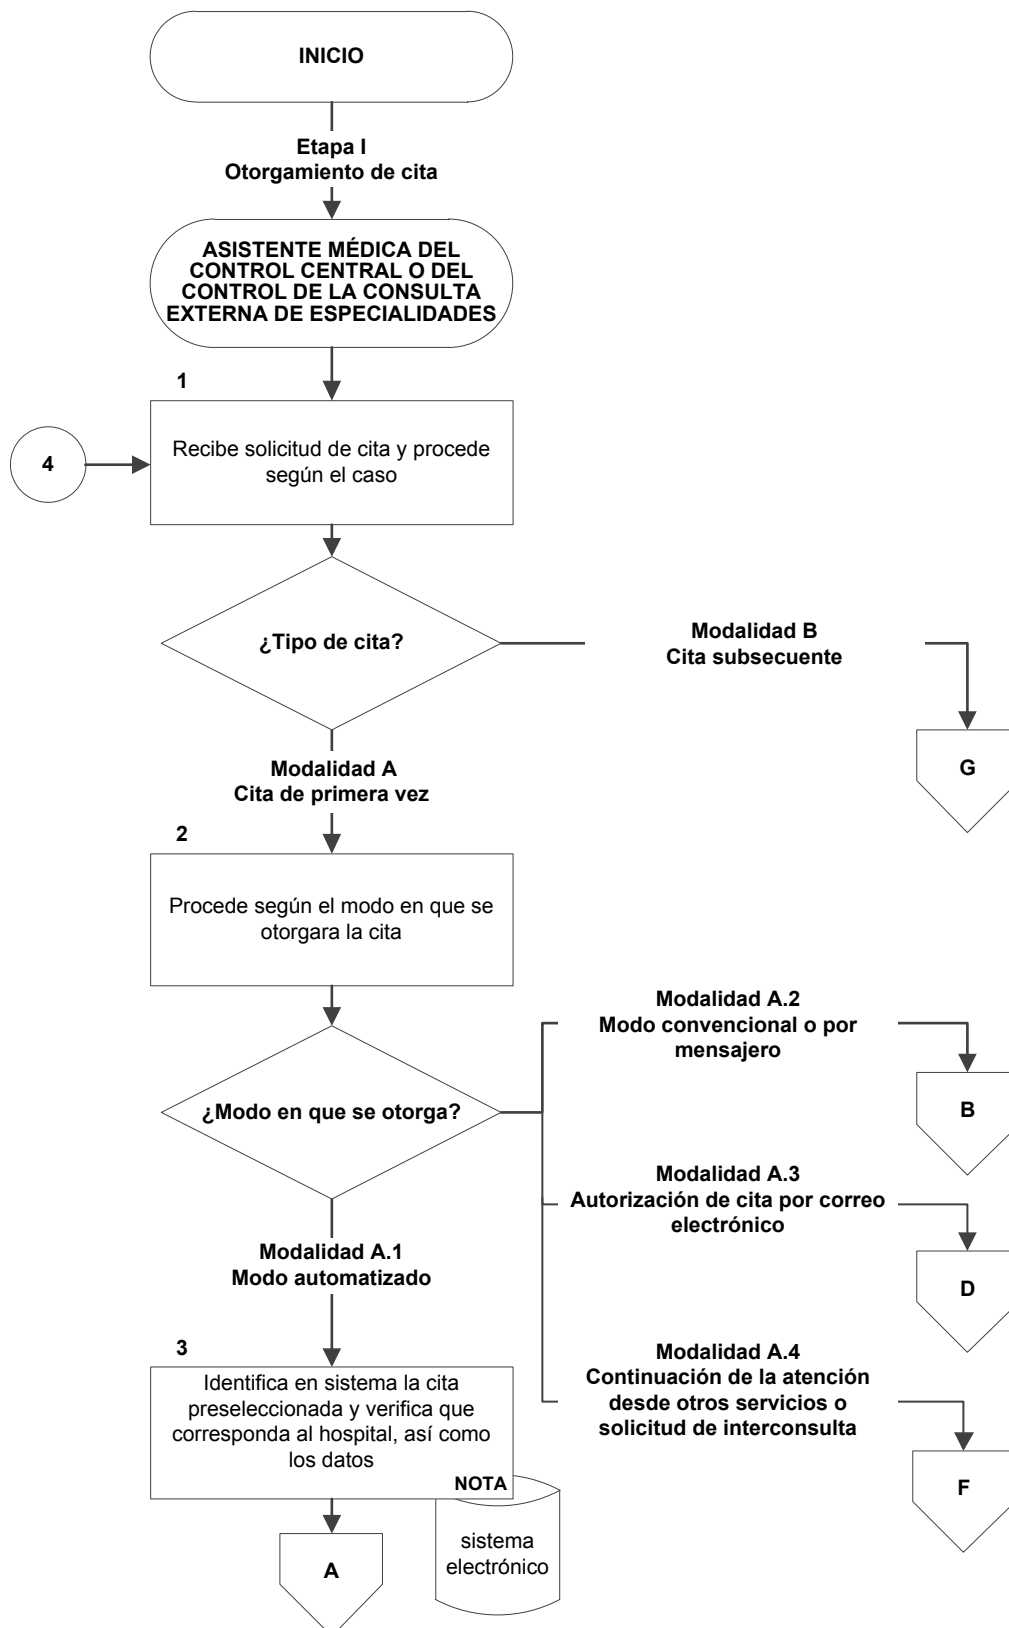 INICIO
Etapa I
Otorgamiento de cita
ASISTENTE MÉDICA DEL
CONTROL CENTRAL O DEL
CONTROL DE LA CONSULTA
EXTERNA DE ESPECIALIDADES
1
4
Recibe solicitud de cita y procede
según el caso
¿Tipo de cita?
Modalidad B
Cita subsecuente
G
Modalidad A
Cita de primera vez
2
Procede según el modo en que se
otorgara la cita
¿Modo en que se otorga?
Modalidad A.2
Modo convencional o por
mensajero
B
Modalidad A.3
Autorización de cita por correo
electrónico
D
Modalidad A.4
Continuación de la atención
desde otros servicios o
solicitud de interconsulta
F
Modalidad A.1
Modo automatizado
3
Identifica en sistema la cita
preseleccionada y verifica que
corresponda al hospital, así como
los datos
NOTA
sistema
electrónico
A